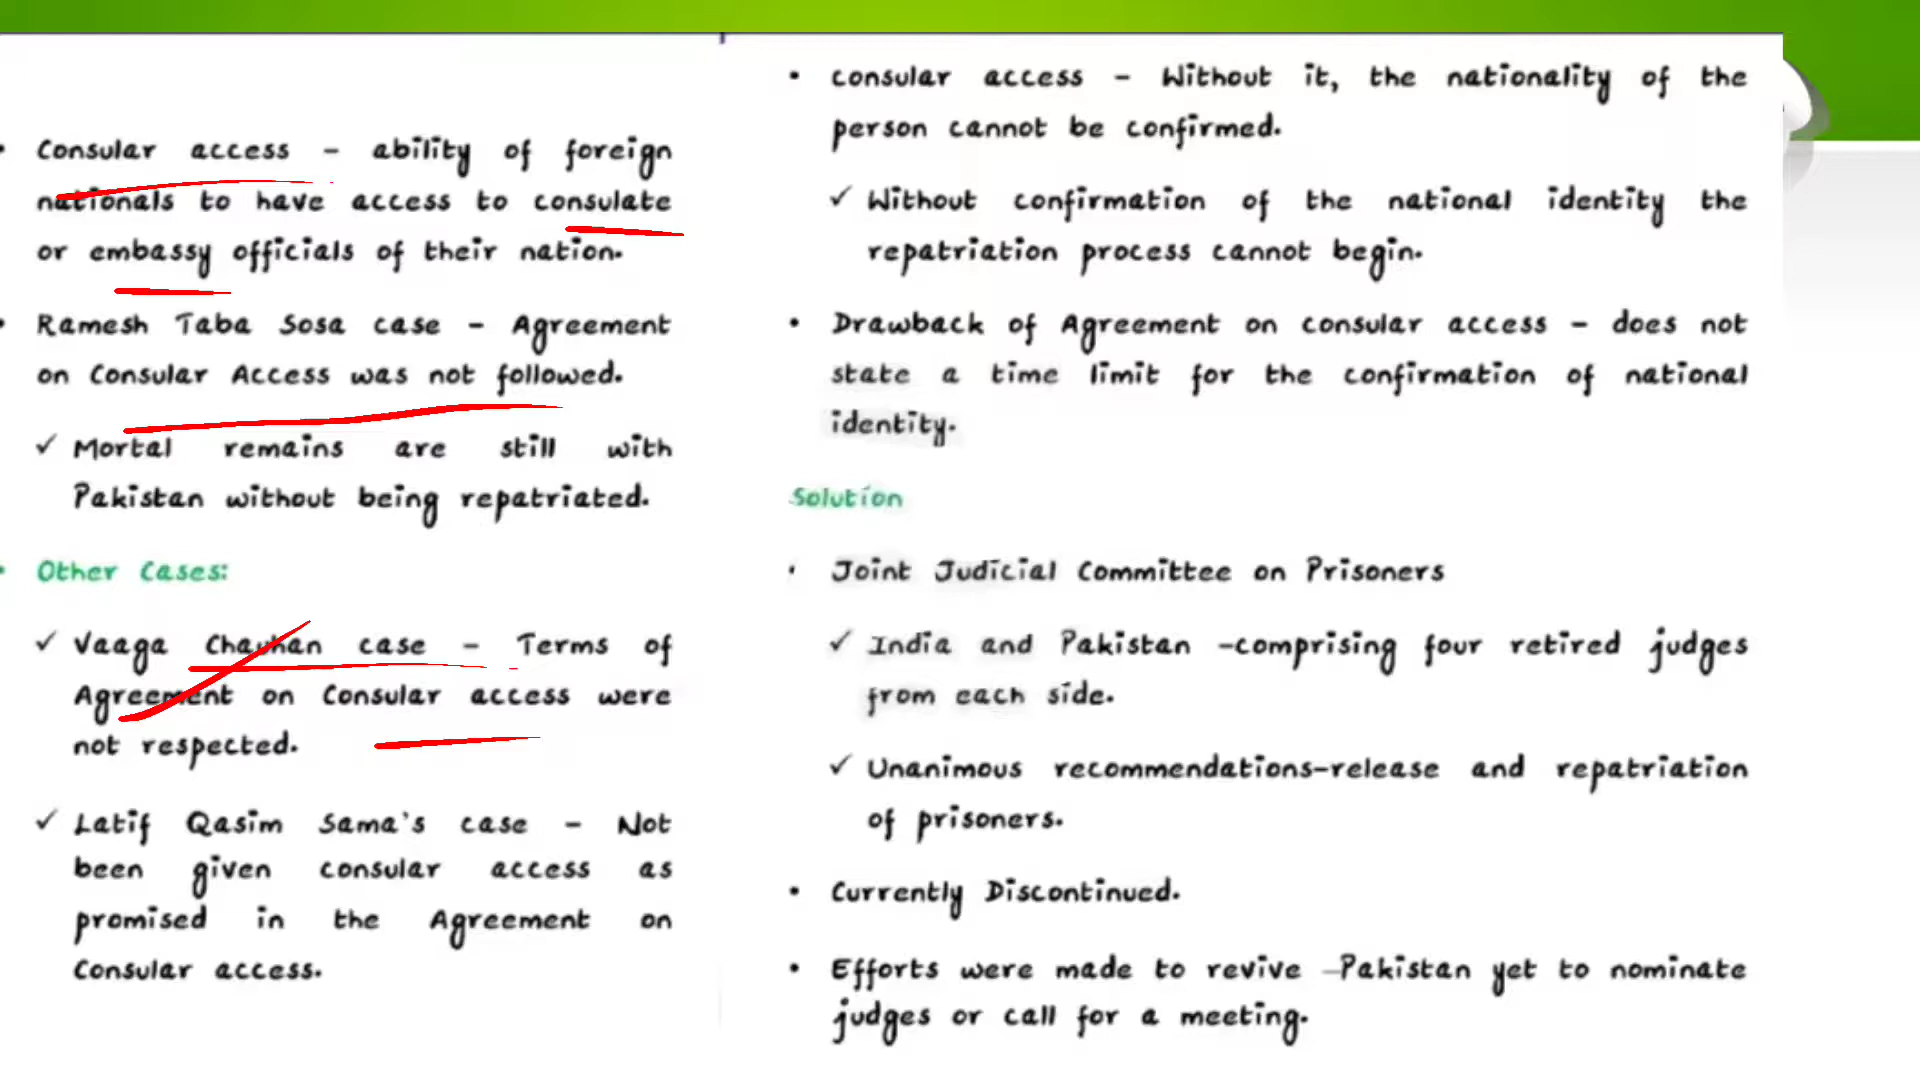 • Consular access - ability of foreign
nationals to have access to consulate
or embassy officials of their nation.
• Ramesh Taba Sosa case - Agreement
on Consular Access was not followed.
✓ Mortal remains are still with
Pakistan without being repatriated.
• Other Cases:
✓ Vaaga Chauhan case - Terms of
Agreement on Consular access were
not respected.
✓ Latif Qasim Sama's case - Not
been given consular access as
promised in the Agreement on
Consular access.
• consular access - Without it, the nationality of the
person cannot be confirmed.
✓ Without confirmation of the national identity the
repatriation process cannot begin.
• Drawback of Agreement on consular access - does not
state a time limit for the confirmation of national
identity.
Solution
• Joint Judicial Committee on Prisoners
✓ India and Pakistan -comprising four retired judges
from each side.
✓ Unanimous recommendations-release and repatriation
of prisoners.
• Currently Discontinued.
• Efforts were made to revive -Pakistan yet to nominate
judges or call for a meeting.